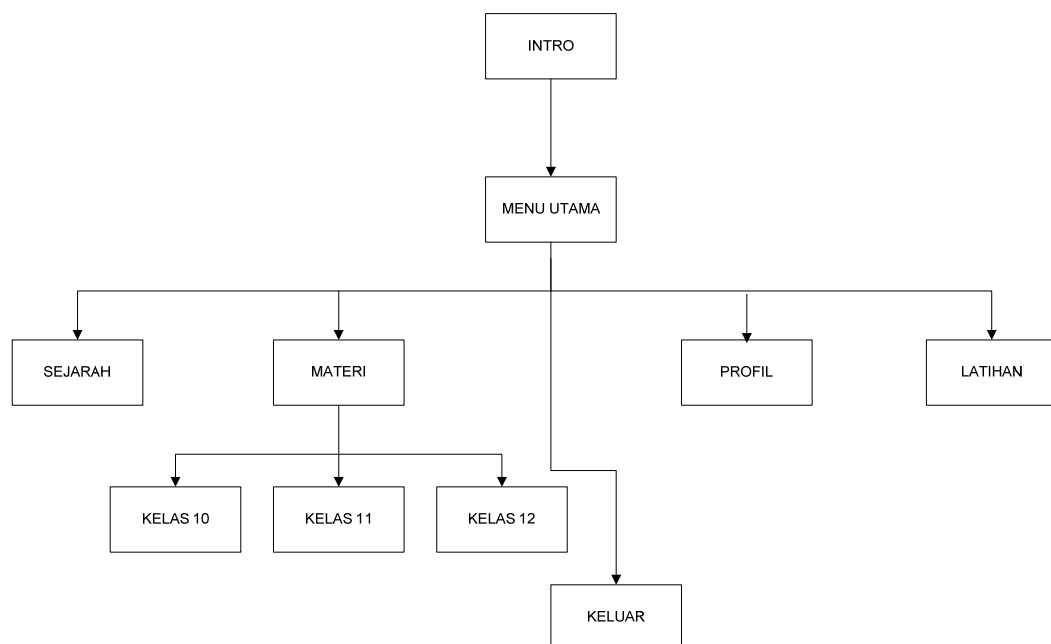 INTRO
MENU UTAMA
SEJARAH
MATERI
PROFIL
LATIHAN
KELAS 10
KELAS 11
KELAS 12
KELUAR